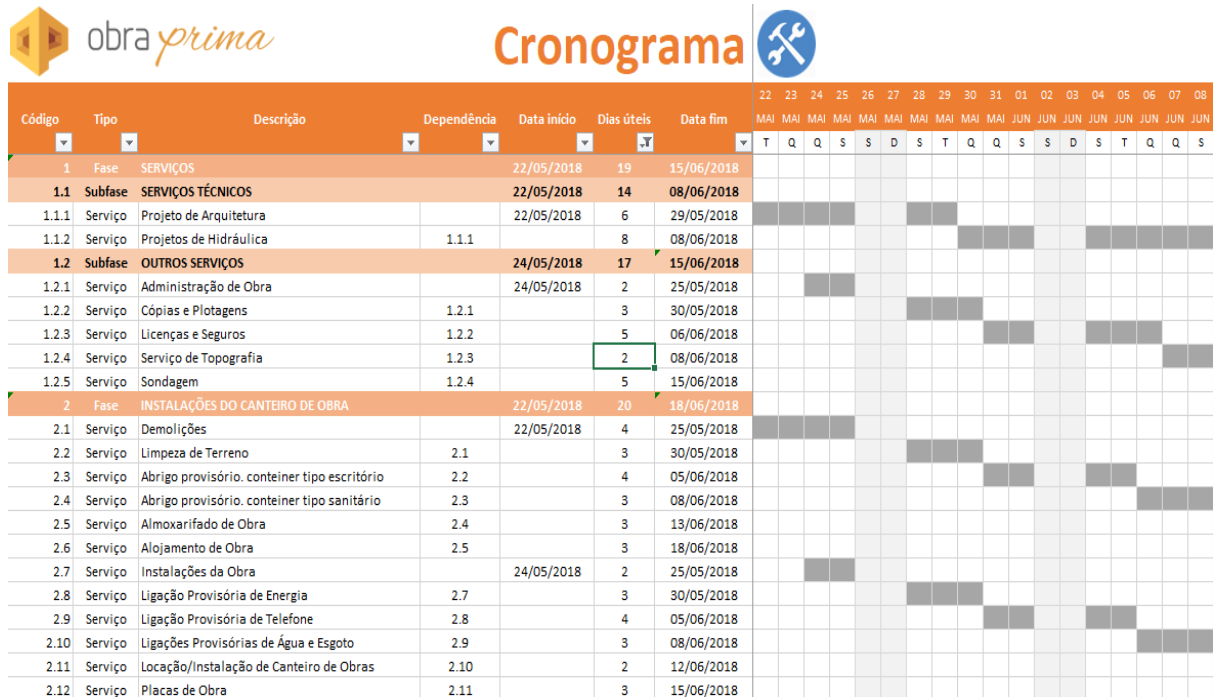 obra prima
Cronograma
22 23 24 25 26 27 28 29 30 31 01 02 03 04 05 06 07 08
Código Tipo Descrição Dependência Data início Dias úteis Data fim MAI MAI MAI MAI MAI MAI MAI MAI MAI MAI JUN JUN JUN JUN JUN JUN JUN JUN
T Q Q S S D S T Q Q S S D S T Q Q S
1 Fase SERVIÇOS 22/05/2018 19 15/06/2018
1.1 Subfase SERVIÇOS TÉCNICOS 22/05/2018 14 08/06/2018
1.1.1 Serviço Projeto de Arquitetura 22/05/2018 6 29/05/2018
1.1.2 Serviço Projetos de Hidráulica 1.1.1 8 08/06/2018
1.2 Subfase OUTROS SERVIÇOS 24/05/2018 17 15/06/2018
1.2.1 Serviço Administração de Obra 24/05/2018 2 25/05/2018
1.2.2 Serviço Cópias e Plotagens 1.2.1 3 30/05/2018
1.2.3 Serviço Licenças e Seguros 1.2.2 5 06/06/2018
1.2.4 Serviço Serviço de Topografia 1.2.3 2 08/06/2018
1.2.5 Serviço Sondagem 1.2.4 5 15/06/2018
2 Fase INSTALAÇÕES DO CANTEIRO DE OBRA 22/05/2018 20 18/06/2018
2.1 Serviço Demolições 22/05/2018 4 25/05/2018
2.2 Serviço Limpeza de Terreno 2.1 3 30/05/2018
2.3 Serviço Abrigo provisório. conteiner tipo escritório 2.2 4 05/06/2018
2.4 Serviço Abrigo provisório. conteiner tipo sanitário 2.3 3 08/06/2018
2.5 Serviço Almoxarifado de Obra 2.4 3 13/06/2018
2.6 Serviço Alojamento de Obra 2.5 3 18/06/2018
2.7 Serviço Instalações da Obra 24/05/2018 2 25/05/2018
2.8 Serviço Ligação Provisória de Energia 2.7 3 30/05/2018
2.9 Serviço Ligação Provisória de Telefone 2.8 4 05/06/2018
2.10 Serviço Ligações Provisórias de Água e Esgoto 2.9 3 08/06/2018
2.11 Serviço Locação/Instalação de Canteiro de Obras 2.10 2 12/06/2018
2.12 Serviço Placas de Obra 2.11 3 15/06/2018